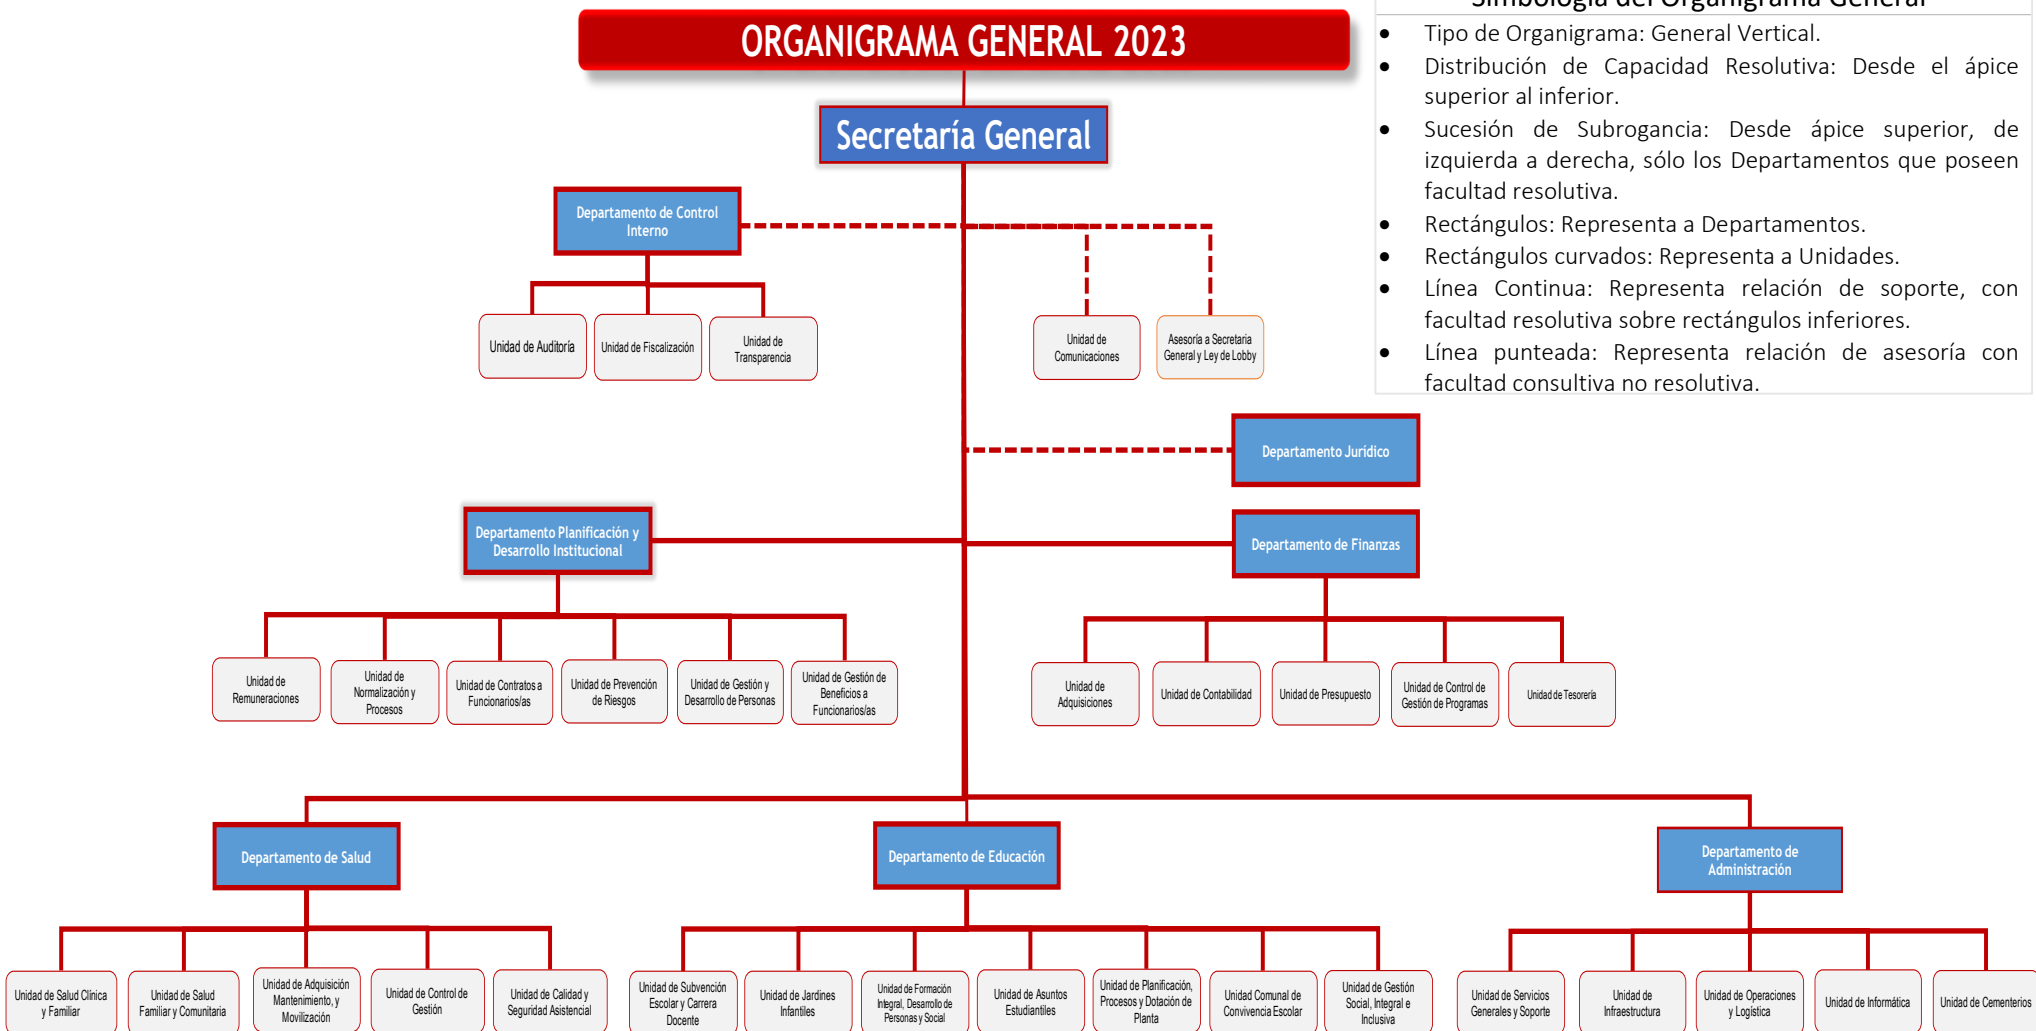 ORGANIGRAMA GENERAL 2023
Simbología del Organigrama General
• Tipo de Organigrama: General Vertical.
• Distribución de Capacidad Resolutiva: Desde el ápice
superior al inferior.
• Sucesión de Subrogancia: Desde ápice superior, de
izquierda a derecha, sólo los Departamentos que poseen
facultad resolutiva.
• Rectángulos: Representa a Departamentos.
• Rectángulos curvados: Representa a Unidades.
• Línea Continua: Representa relación de soporte, con
facultad resolutiva sobre rectángulos inferiores.
• Línea punteada: Representa relación de asesoría con
facultad consultiva no resolutiva.
Secretaría General
Departamento de Control
Interno
Unidad de Auditoría
Unidad de Fiscalización
Unidad de
Transparencia
Unidad de
Comunicaciones
Asesoría a Secretaria
General y Ley de Lobby
Departamento Jurídico
Departamento Planificación y
Desarrollo Institucional
Departamento de Finanzas
Unidad de
Remuneraciones
Unidad de
Normalización y
Procesos
Unidad de Contratos a
Funcionarios/as
Unidad de Prevención
de Riesgos
Unidad de Gestión y
Desarrollo de Personas
Unidad de Gestión de
Beneficios a
Funcionarios/as
Unidad de
Adquisiciones
Unidad de Contabilidad
Unidad de Presupuesto
Unidad de Control de
Gestión de Programas
Unidad de Tesorería
Departamento de Salud
Departamento de Educación
Departamento de
Administración
Unidad de Salud Clínica
y Familiar
Unidad de Salud
Familiar y Comunitaria
Unidad de Adquisición
Mantenimiento, y
Movilización
Unidad de Control de
Gestión
Unidad de Calidad y
Seguridad Asistencial
Unidad de Subvención
Escolar y Carrera
Docente
Unidad de Jardines
Infantiles
Unidad de Formación
Integral, Desarrollo de
Personas y Social
Unidad de Asuntos
Estudiantiles
Unidad de Planificación,
Procesos y Dotación de
Planta
Unidad Comunal de
Convivencia Escolar
Unidad de Gestión
Social, Integral e
Inclusiva
Unidad de Servicios
Generales y Soporte
Unidad de
Infraestructura
Unidad de Operaciones
y Logística
Unidad de Informática
Unidad de Cementerios